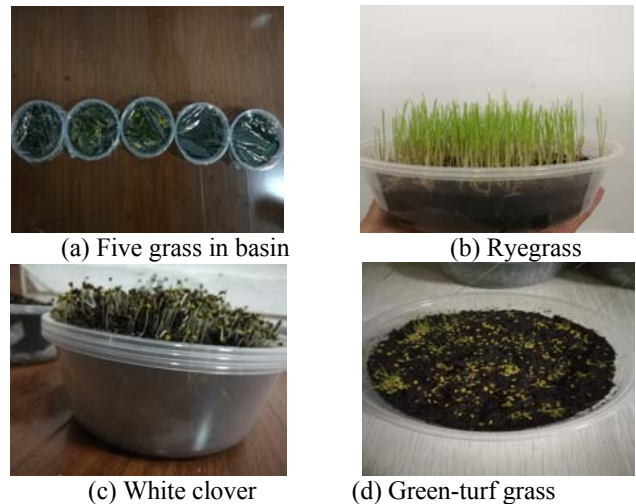 (a) Five grass in basin
(b) Ryegrass
(c) White clover
(d) Green-turf grass